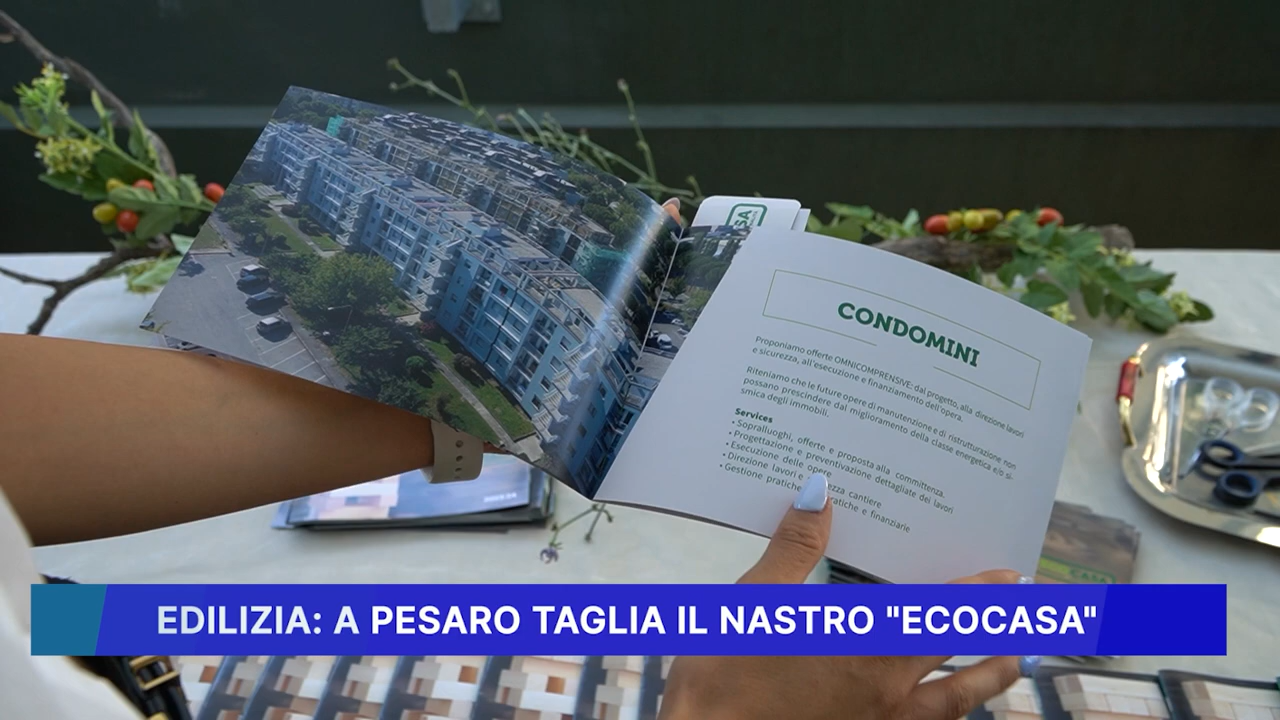 CASA
CONDOMINI
Proponiamo offerte OMNICOMPRENSIVE: dal progetto, alla direzione lavori
e sicurezza, all'esecuzione e finanziamento dell'opera.
Riteniamo che le future opere di manutenzione e di ristrutturazione non
possano prescindere dal miglioramento della classe energetica e/o si-
smica degli immobili.
Services
• Sopralluoghi, offerte e proposta alla committenza.
• Progettazione e preventivazione dettagliate dei lavori
• Esecuzione delle opere
• Direzione lavori e cantiere
• Gestione pratiche e finanziarie
CASA
EDILIZIA: A PESARO TAGLIA IL NASTRO "ECOCASA"